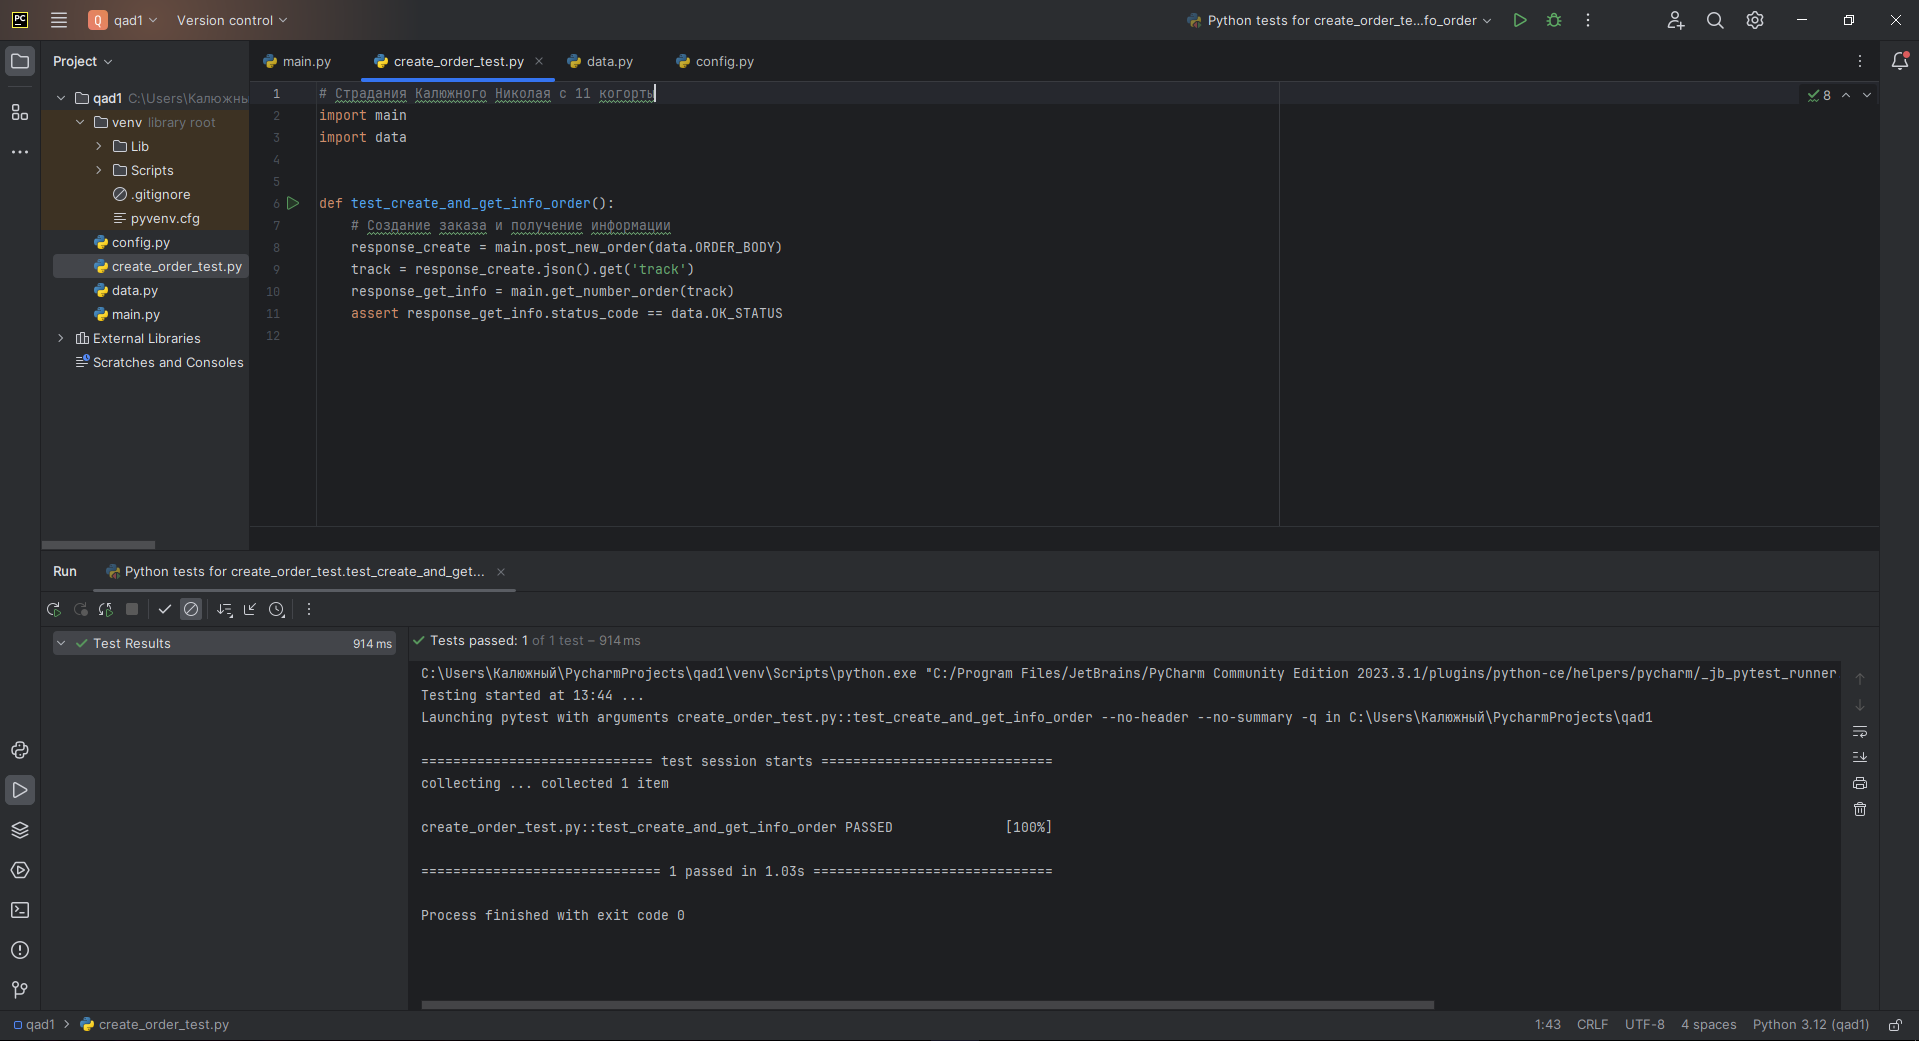 PC
Q qad1
Version control
Python tests for create_order_te...fo_order
Project
main.py
create_order_test.py
data.py
config.py
qad1 C:\Users\Калюжны
venv library root
Lib
Scripts
.gitignore
pyvenv.cfg
config.py
create_order_test.py
data.py
main.py
External Libraries
Scratches and Consoles
8
1 # Страдания Калюжного Николая с 11 когорты
2 import main
3 import data
4
5
6 def test_create_and_get_info_order():
7 # Создание заказа и получение информации
8 response_create = main.post_new_order(data.ORDER_BODY)
9 track = response_create.json().get('track')
10 response_get_info = main.get_number_order(track)
11 assert response_get_info.status_code == data.OK_STATUS
12
Run
Python tests for create_order_test.test_create_and_get...
Test Results 914 ms
Tests passed: 1 of 1 test – 914 ms
C:\Users\Калюжный\PycharmProjects\qad1\venv\Scripts\python.exe "C:/Program Files/JetBrains/PyCharm Community Edition 2023.3.1/plugins/python-ce/helpers/pycharm/_jb_pytest_runner
Testing started at 13:44 ...
Launching pytest with arguments create_order_test.py::test_create_and_get_info_order --no-header --no-summary -q in C:\Users\Калюжный\PycharmProjects\qad1
============================= test session starts =============================
collecting ... collected 1 item
create_order_test.py::test_create_and_get_info_order PASSED [100%]
============================== 1 passed in 1.03s ==============================
Process finished with exit code 0
qad1 > create_order_test.py
1:43 CRLF UTF-8 4 spaces Python 3.12 (qad1)